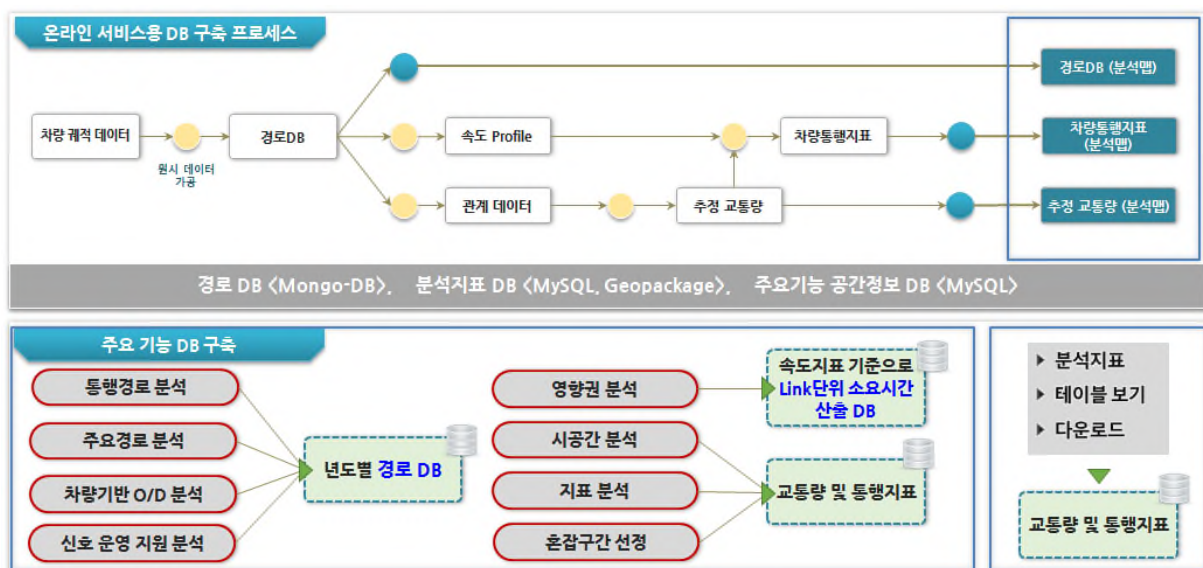 온라인 서비스용 DB 구축 프로세스
차량 궤적 데이터
원시 데이터
가공
경로DB
속도 Profile
관계 데이터
추정 교통량
차량통행지표
경로DB (분석맵)
차량통행지표
(분석맵)
추정 교통량 (분석맵)
경로 DB <Mongo-DB>, 분석지표 DB <MySQL, Geopackage>, 주요기능 공간정보 DB <MySQL>
주요 기능 DB 구축
통행경로 분석
주요경로 분석
차량기반 O/D 분석
신호 운영 지원 분석
년도별 경로 DB
영향권 분석
시공간 분석
지표 분석
혼잡구간 선정
속도지표 기준으로
Link단위 소요시간
산출 DB
교통량 및 통행지표
▶ 분석지표
▶ 테이블 보기
▶ 다운로드
교통량 및 통행지표